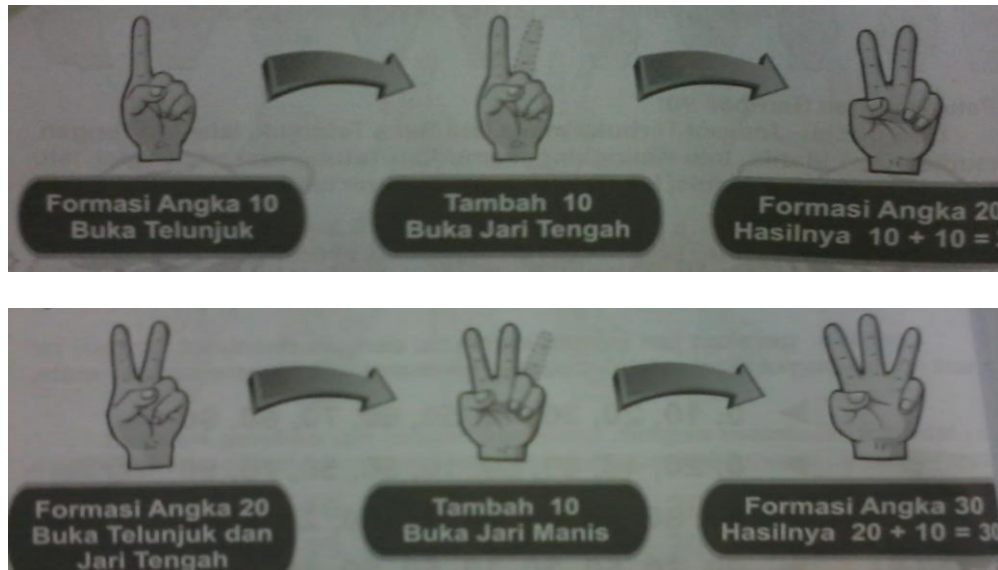 Formasi Angka 10
Buka Telunjuk
Tambah 10
Buka Jari Tengah
Formasi Angka 20
Hasilnya 10 + 10 =
Formasi Angka 20
Buka Telunjuk dan
Jari Tengah
Tambah 10
Buka Jari Manis
Formasi Angka 30
Hasilnya 20 + 10 = 30